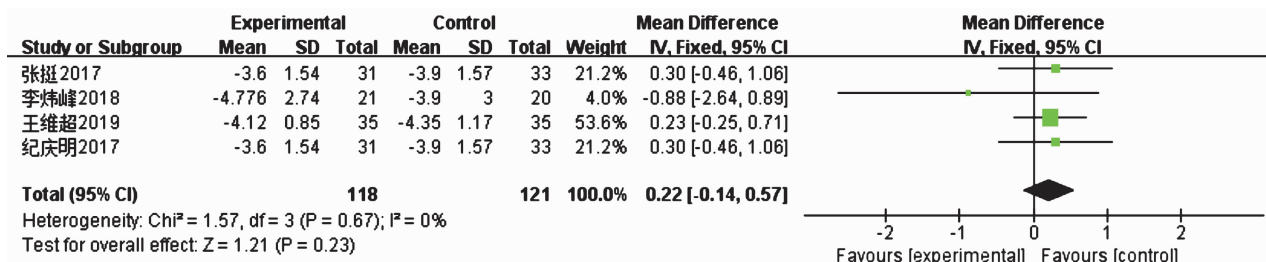 Experimental Control Mean Difference Mean Difference
Study or Subgroup Mean SD Total Mean SD Total Weight IV, Fixed, 95% CI IV, Fixed, 95% CI
张挺2017 -3.6 1.54 31 -3.9 1.57 33 21.2% 0.30 [-0.46, 1.06]
李炜峰2018 -4.776 2.74 21 -3.9 3 20 4.0% -0.88 [-2.64, 0.89]
王维超2019 -4.12 0.85 35 -4.35 1.17 35 53.6% 0.23 [-0.25, 0.71]
纪庆明2017 -3.6 1.54 31 -3.9 1.57 33 21.2% 0.30 [-0.46, 1.06]
Total (95% CI) 118 121 100.0% 0.22 [-0.14, 0.57]
Heterogeneity: Chi² = 1.57, df = 3 (P = 0.67); I² = 0%
Test for overall effect: Z = 1.21 (P = 0.23)
-2 -1 0 1 2
Favours [experimental] Favours [control]